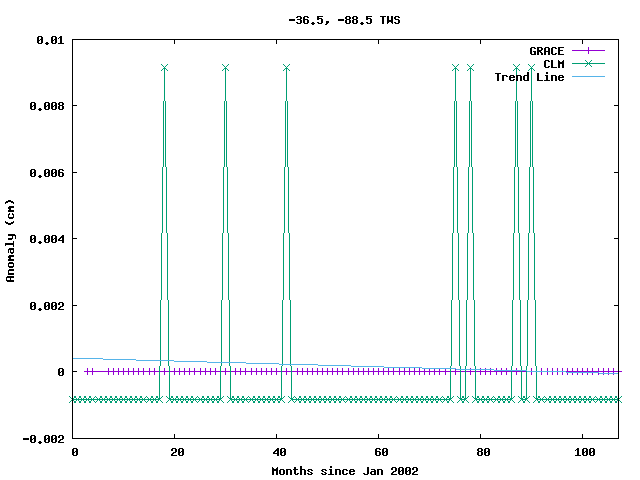 -36.5, -88.5 TWS
0.01
GRACE
CLM
Trend Line
0.008
0.006
0.004
0.002
0
-0.002
Anomaly (cm)
0 20 40 60 80 100
Months since Jan 2002